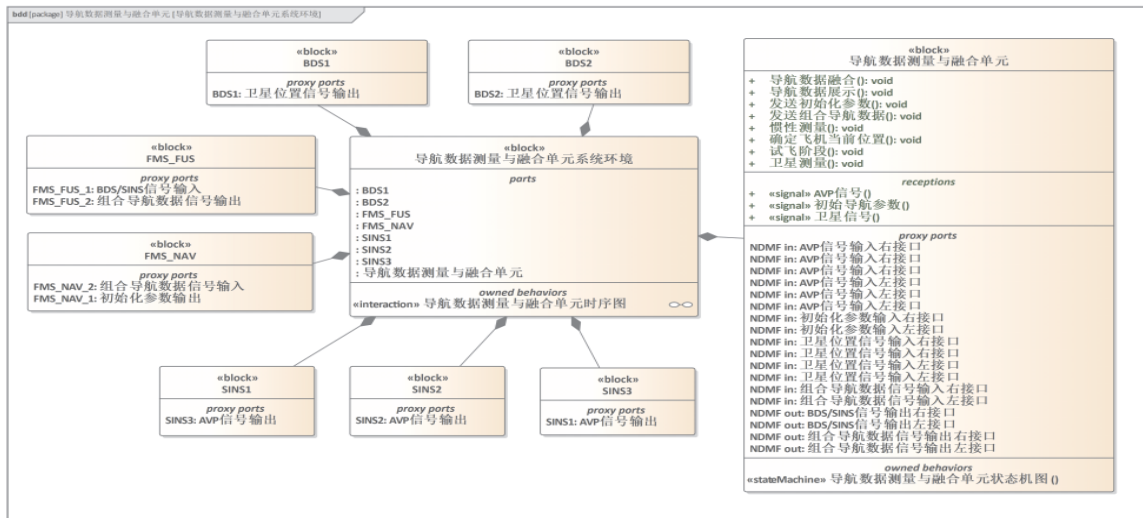 bdd [package] 导航数据测量与融合单元 [导航数据测量与融合单元系统环境]
«block»
BDS1
proxy ports
BDS1: 卫星位置信号输出
«block»
BDS2
proxy ports
BDS2: 卫星位置信号输出
«block»
FMS_FUS
proxy ports
FMS_FUS_1: BDS/SINS信号输入
FMS_FUS_2: 组合导航数据信号输出
«block»
FMS_NAV
proxy ports
FMS_NAV_2: 组合导航数据信号输入
FMS_NAV_1: 初始化参数输出
«block»
导航数据测量与融合单元系统环境
parts
: BDS1
: BDS2
: FMS_FUS
: FMS_NAV
: SINS1
: SINS2
: SINS3
: 导航数据测量与融合单元
owned behaviors
«interaction» 导航数据测量与融合单元时序图
«block»
SINS1
proxy ports
SINS3: AVP信号输出
«block»
SINS2
proxy ports
SINS2: AVP信号输出
«block»
SINS3
proxy ports
SINS1: AVP信号输出
«block»
导航数据测量与融合单元
+ 导航数据融合(): void
+ 导航数据展示(): void
+ 发送初始化参数(): void
+ 发送组合导航数据(): void
+ 惯性测量(): void
+ 确定飞机当前位置(): void
+ 试飞阶段(): void
+ 卫星测量(): void
receptions
+ «signal» AVP信号()
+ «signal» 初始导航参数()
+ «signal» 卫星信号()
proxy ports
NDMF in: AVP信号输入右接口
NDMF in: AVP信号输入右接口
NDMF in: AVP信号输入右接口
NDMF in: AVP信号输入左接口
NDMF in: AVP信号输入左接口
NDMF in: AVP信号输入左接口
NDMF in: 初始化参数输入右接口
NDMF in: 初始化参数输入左接口
NDMF in: 卫星位置信号输入右接口
NDMF in: 卫星位置信号输入右接口
NDMF in: 卫星位置信号输入左接口
NDMF in: 卫星位置信号输入左接口
NDMF in: 组合导航数据信号输入右接口
NDMF in: 组合导航数据信号输入左接口
NDMF out: BDS/SINS信号输出右接口
NDMF out: BDS/SINS信号输出左接口
NDMF out: 组合导航数据信号输出右接口
NDMF out: 组合导航数据信号输出左接口
owned behaviors
«stateMachine» 导航数据测量与融合单元状态机图()